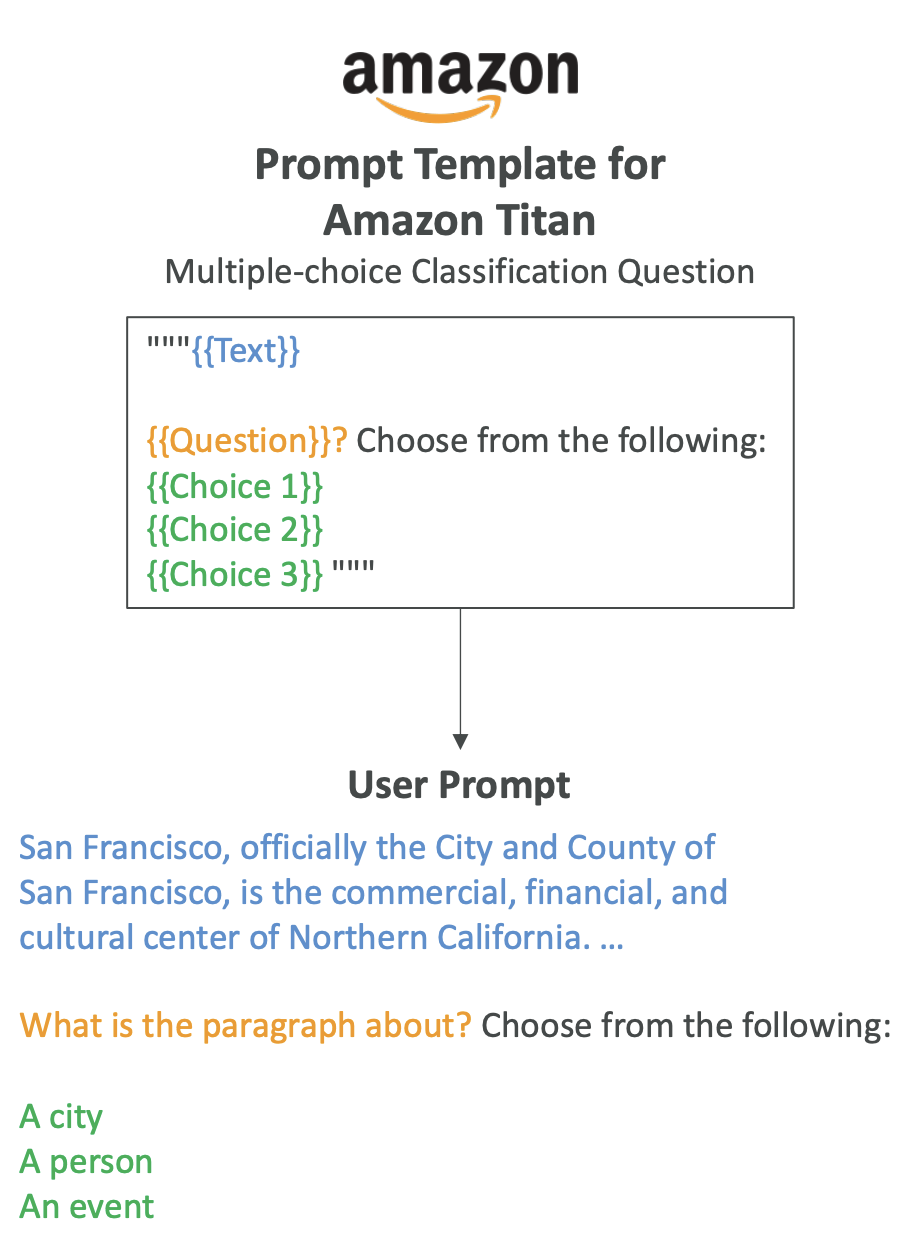 amazon
Prompt Template for
Amazon Titan
Multiple-choice Classification Question
"""{{Text}}
{{Question}}? Choose from the following:
{{Choice 1}}
{{Choice 2}}
{{Choice 3}} """
User Prompt
San Francisco, officially the City and County of
San Francisco, is the commercial, financial, and
cultural center of Northern California. ...
What is the paragraph about? Choose from the following:
A city
A person
An event